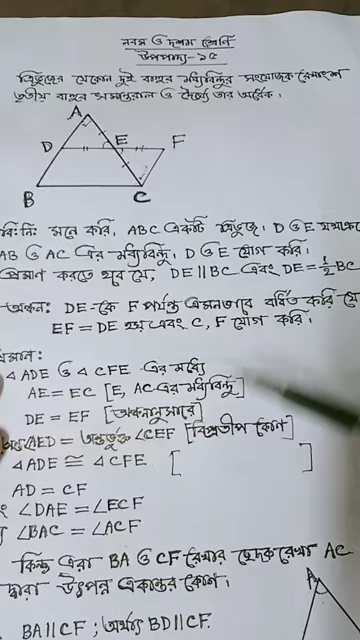 নবম ও দশম শ্রেণি
উপপাদ্য-১৫
ত্রিভুজের যেকোন দুই বাহুর মধ্যবিন্দুর সংযোজক রেখাংশ
তৃতীয় বাহুর সমান্তরাল ও দৈর্ঘ্যে তার অর্ধেক।
A
D E F
B C
বি: নি: মনে করি, ABC একটি ত্রিভুজ। D ও E যথাক্রমে
AB ও AC এর মধ্যবিন্দু। D ও E যোগ করি।
প্রমাণ করতে হবে যে, DE || BC এবং DE = 1/2 BC
অঙ্কন: DE-কে F পর্যন্ত এমনভাবে বর্ধিত করি যে
EF = DE হয় এবং C, F যোগ করি।
প্রমাণ:
△ ADE ও △ CFE এর মধ্যে
AE = EC [E, AC এর মধ্যবিন্দু]
DE = EF [অঙ্কনানুসারে]
AED = অন্তর্ভুক্ত ∠CEF [বিপ্রতীপ কোণ]
△ ADE ≅ △ CFE [ ]
AD = CF
∠DAE = ∠ECF
∠BAC = ∠ACF
কিন্তু এরা BA ও CF রেখার ছেদক রেখা AC
দ্বারা উৎপন্ন একান্তর কোণ।
BA || CF ; অর্থাৎ BD || CF.
A